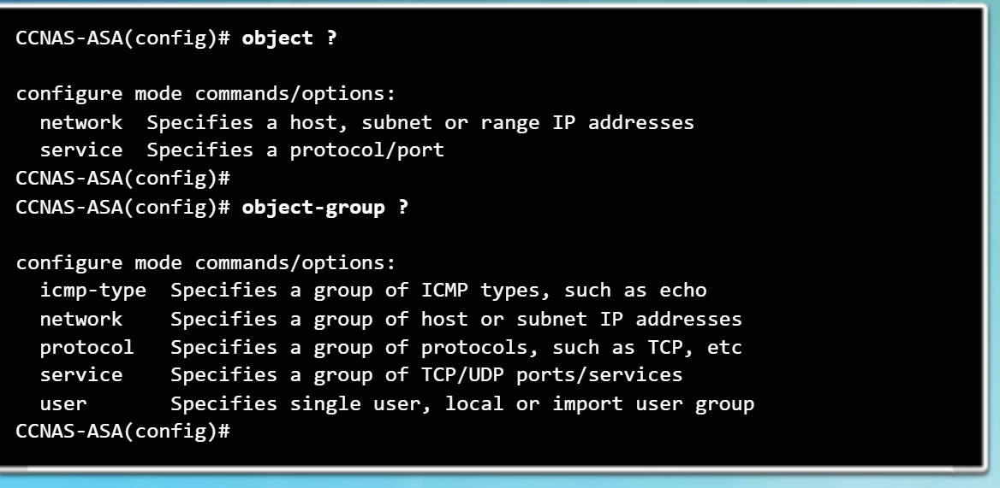 CCNAS-ASA(config)# object ?
configure mode commands/options:
network Specifies a host, subnet or range IP addresses
service Specifies a protocol/port
CCNAS-ASA(config)#
CCNAS-ASA(config)# object-group ?
configure mode commands/options:
icmp-type Specifies a group of ICMP types, such as echo
network Specifies a group of host or subnet IP addresses
protocol Specifies a group of protocols, such as TCP, etc
service Specifies a group of TCP/UDP ports/services
user Specifies single user, local or import user group
CCNAS-ASA(config)#